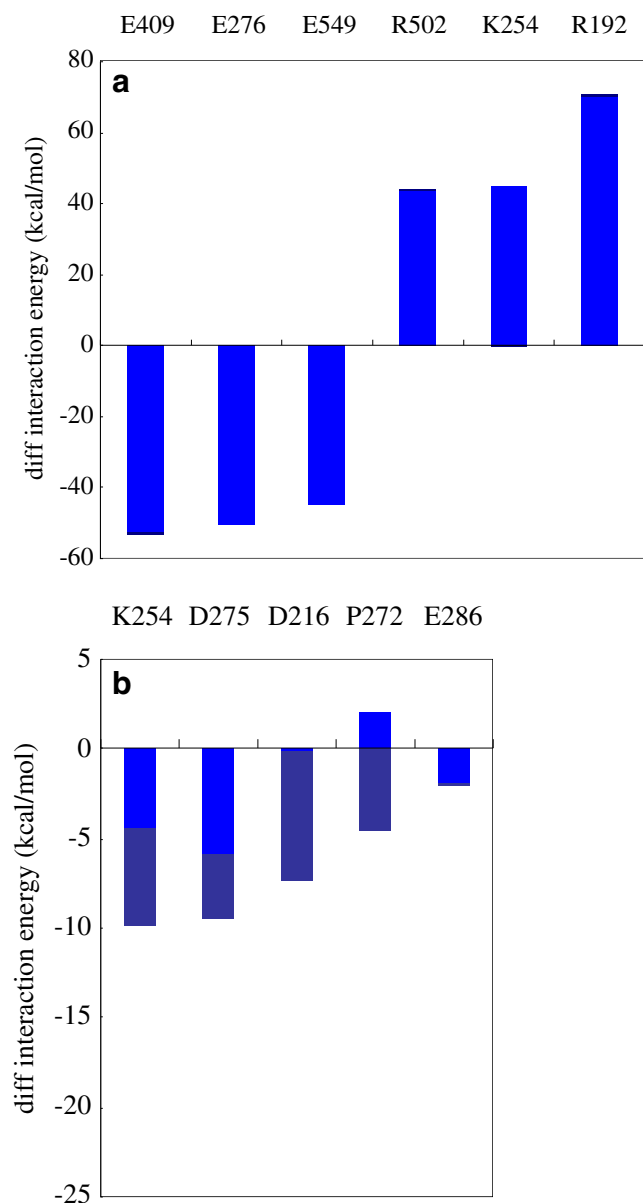 E409 E276 E549 R502 K254 R192
a
80
60
40
20
0
-20
-40
-60
diff interaction energy (kcal/mol)
K254 D275 D216 P272 E286
b
5
0
-5
-10
-15
-20
-25
diff interaction energy (kcal/mol)